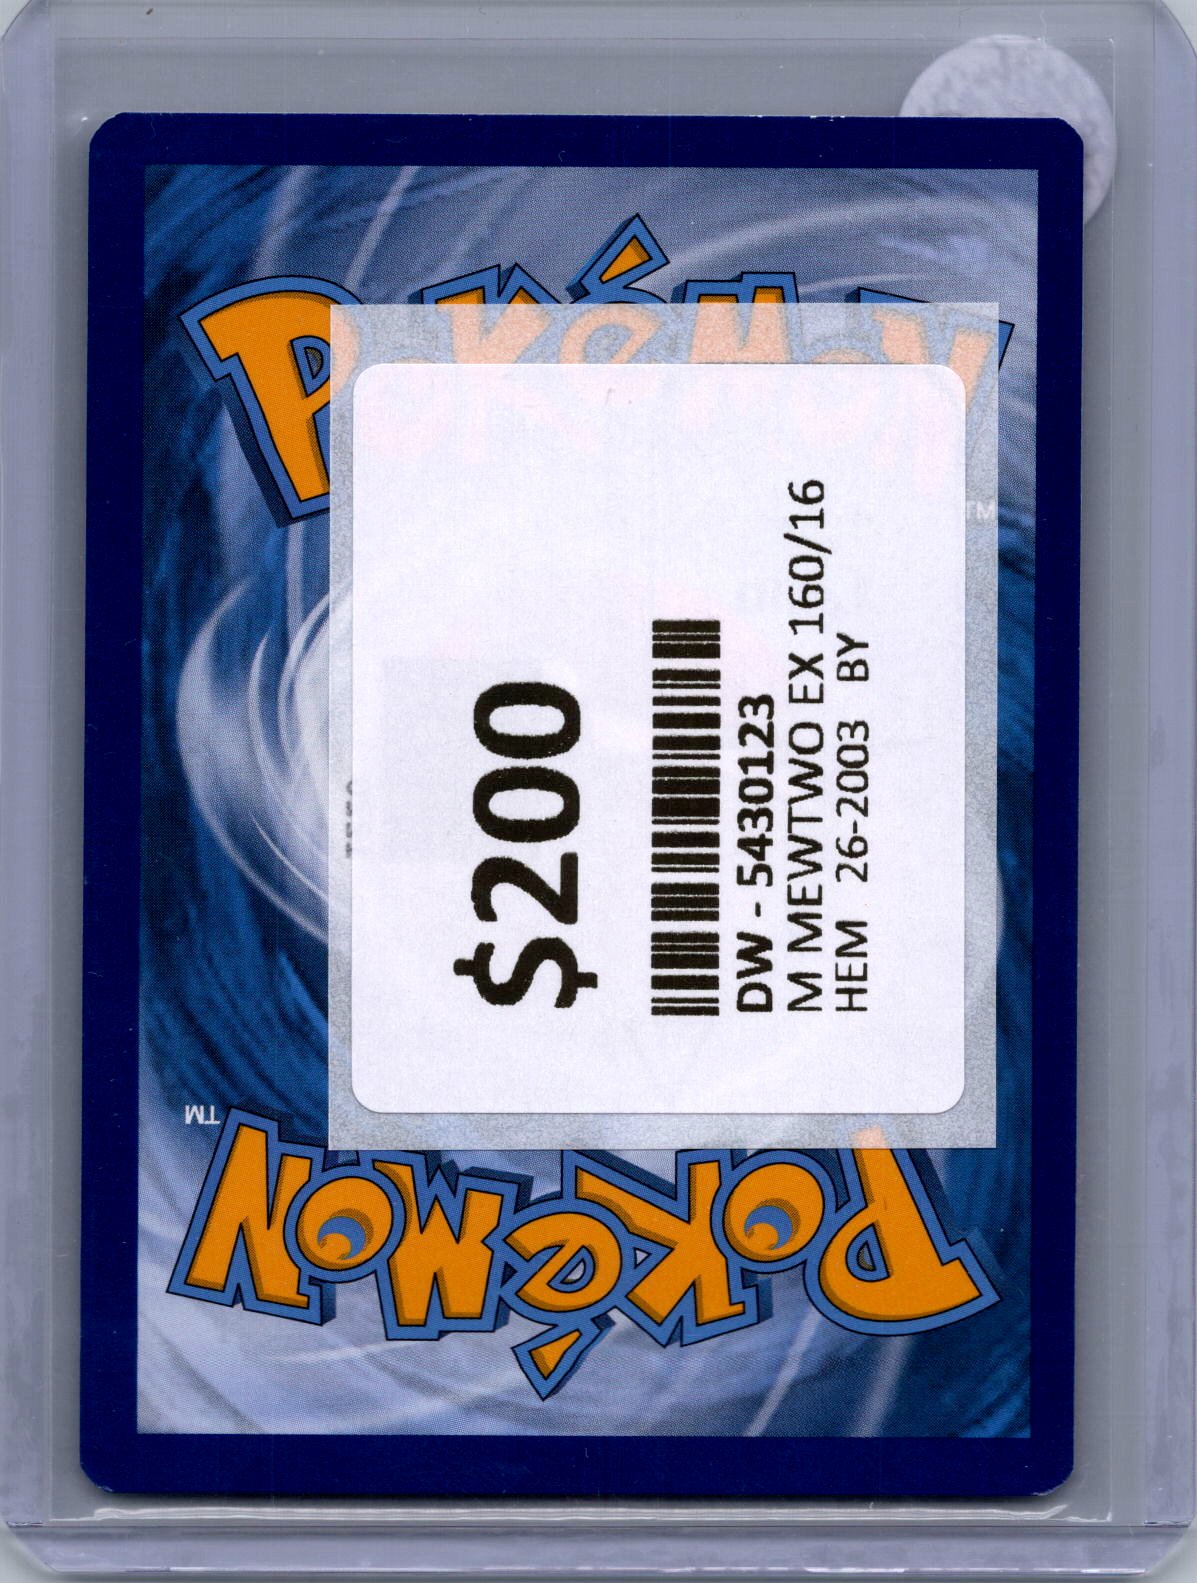 Pokémon
TM
$200
DW - 5430123
M MEWTWO EX 160/16
HEM 26-2003 BY
TM
Pokémon